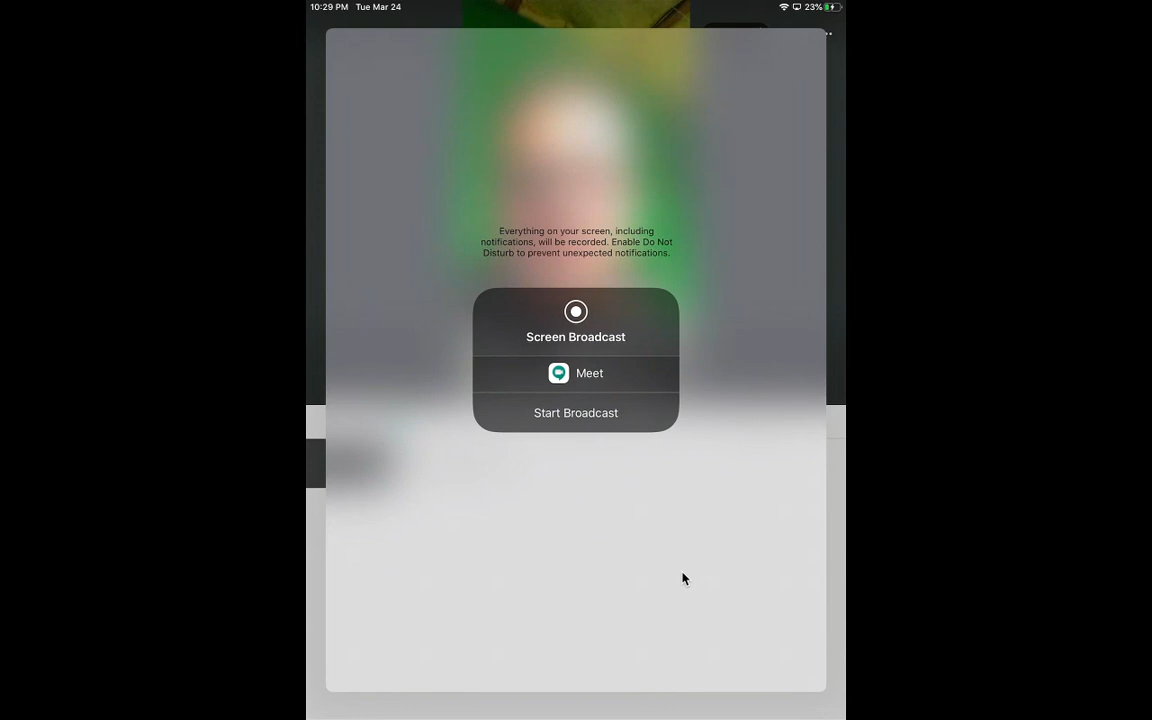 10:29 PM Tue Mar 24
23%
Everything on your screen, including
notifications, will be recorded. Enable Do Not
Disturb to prevent unexpected notifications.
Screen Broadcast
Meet
Start Broadcast